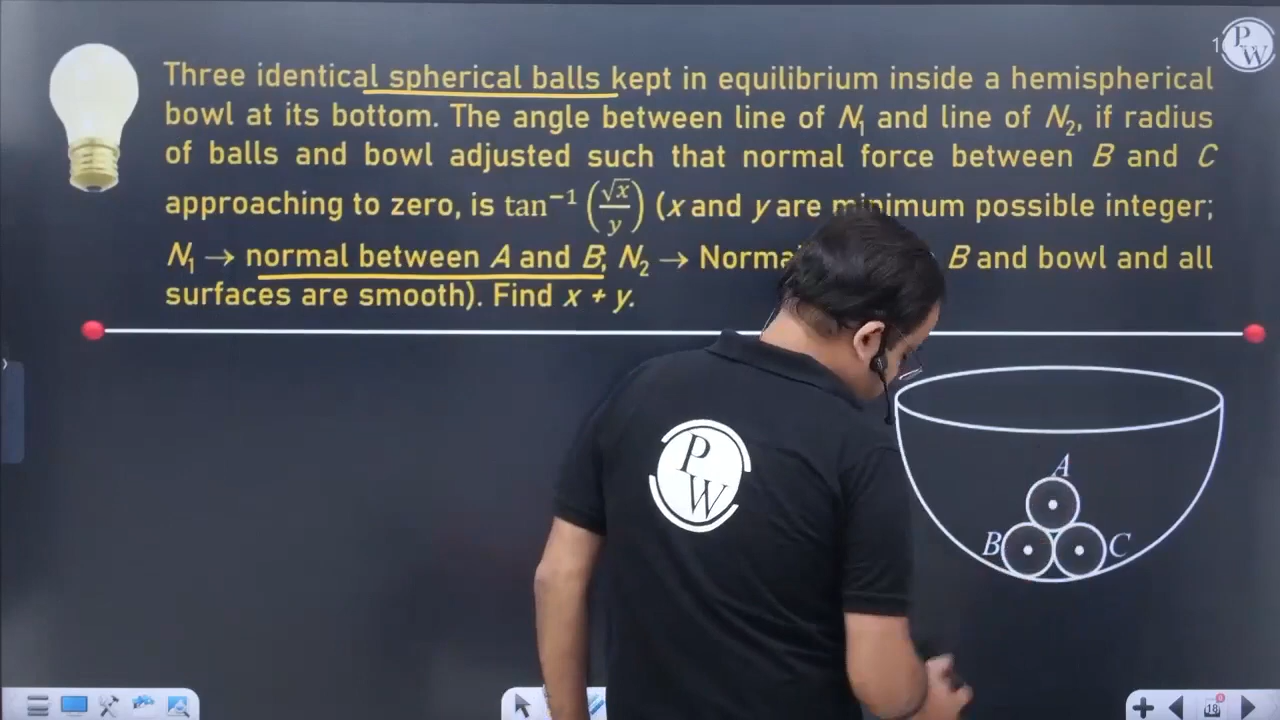 Three identical spherical balls kept in equilibrium inside a hemispherical
bowl at its bottom. The angle between line of N₁ and line of N₂, if radius
of balls and bowl adjusted such that normal force between B and C
approaching to zero, is tan⁻¹ (√x/y) (x and y are minimum possible integer;
N₁ → normal between A and B; N₂ → B and bowl and all
surfaces are smooth). Find x + y.
P
W
P
W
A
B
C
18